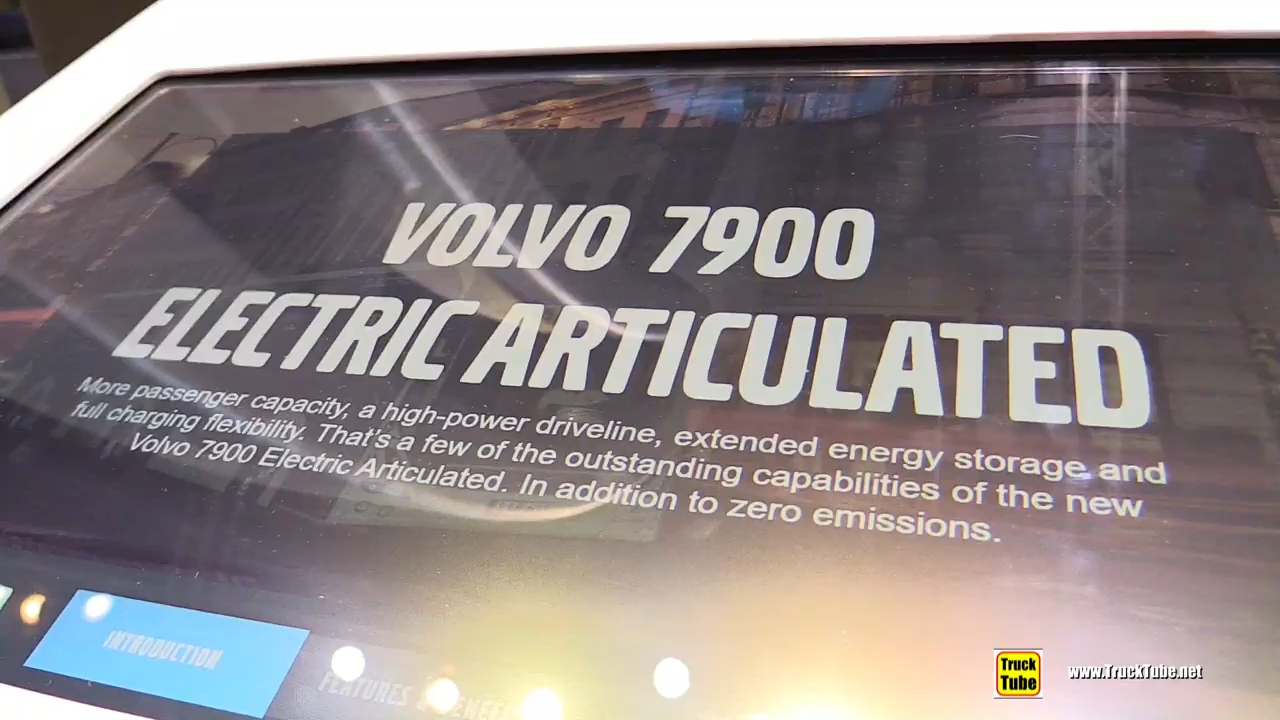 VOLVO 7900
ELECTRIC ARTICULATED
More passenger capacity, a high-power driveline, extended energy storage and
full charging flexibility. That's a few of the outstanding capabilities of the new
Volvo 7900 Electric Articulated. In addition to zero emissions.
INTRODUCTION
FEATURES
Truck
Tube
www.TruckTube.net